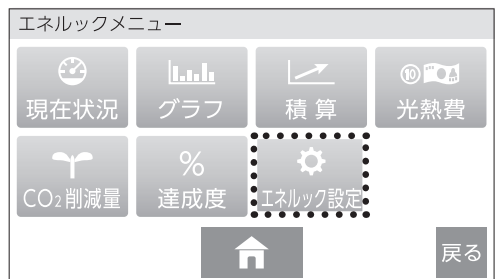 エネルックメニュー
現在状況 グラフ 積算 ⑩ 光熱費
CO₂削減量 % 達成度 エネルック設定
戻る